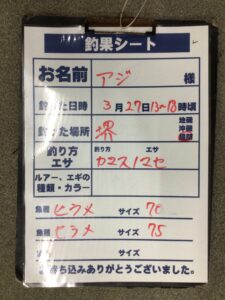 釣果シート
お名前 アジ 様
釣った日時 3月27日13〜18時頃
釣った場所 堺 地磯 沖磯
釣り方 エサ 釣り方 エサ カマスノマセ
ルアー、エギの種類・カラー
魚種 ヒラメ サイズ 70
魚種 ヒラメ サイズ 75
サイズ
お持ち込みありがとうございました。